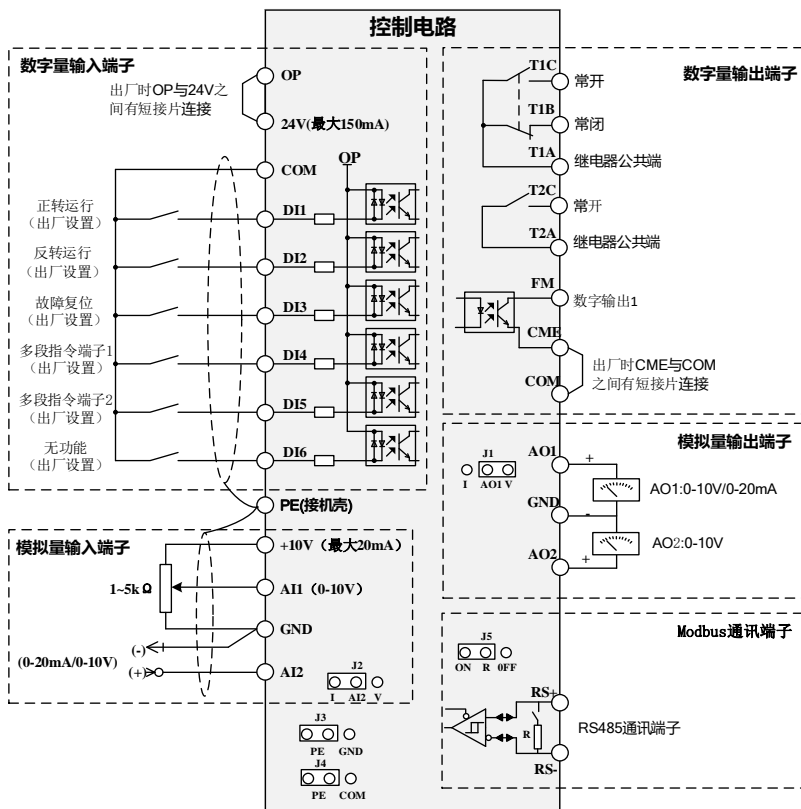 控制电路
数字量输入端子
出厂时OP与24V之
间有短接片连接
OP
24V(最大150mA)
COM
OP
正转运行
(出厂设置)
DI1
反转运行
(出厂设置)
DI2
故障复位
(出厂设置)
DI3
多段指令端子1
(出厂设置)
DI4
多段指令端子2
(出厂设置)
DI5
无功能
(出厂设置)
DI6
PE(接机壳)
模拟量输入端子
+10V(最大20mA)
1~5kΩ
AI1(0-10V)
GND
(-)
(0-20mA/0-10V)
(+)
AI2
J2
I AI2 V
J3
PE GND
J4
PE COM
数字量输出端子
T1C
常开
T1B
常闭
T1A
继电器公共端
T2C
常开
T2A
继电器公共端
FM
数字输出1
CME
出厂时CME与COM
之间有短接片连接
COM
模拟量输出端子
J1
I AO1 V
AO1
+
AO1:0-10V/0-20mA
GND
-
AO2:0-10V
AO2
+
Modbus通讯端子
J5
ON R OFF
RS+
R
RS485通讯端子
RS-